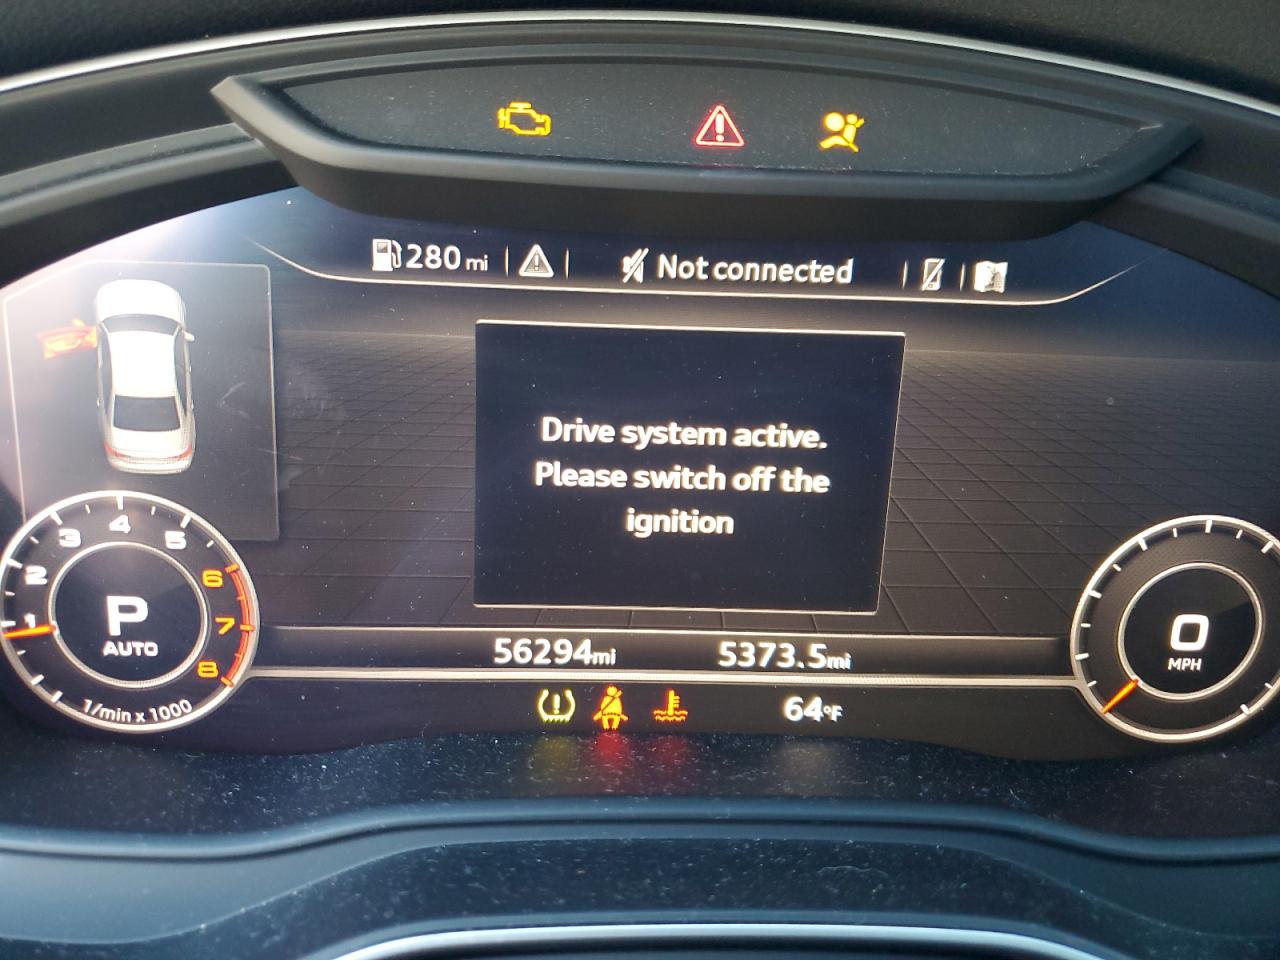 280 mi
Not connected
Drive system active.
Please switch off the
ignition
1
2
3
4
5
6
7
8
P
AUTO
1/min x 1000
0
MPH
56294mi
5373.5mi
64°F